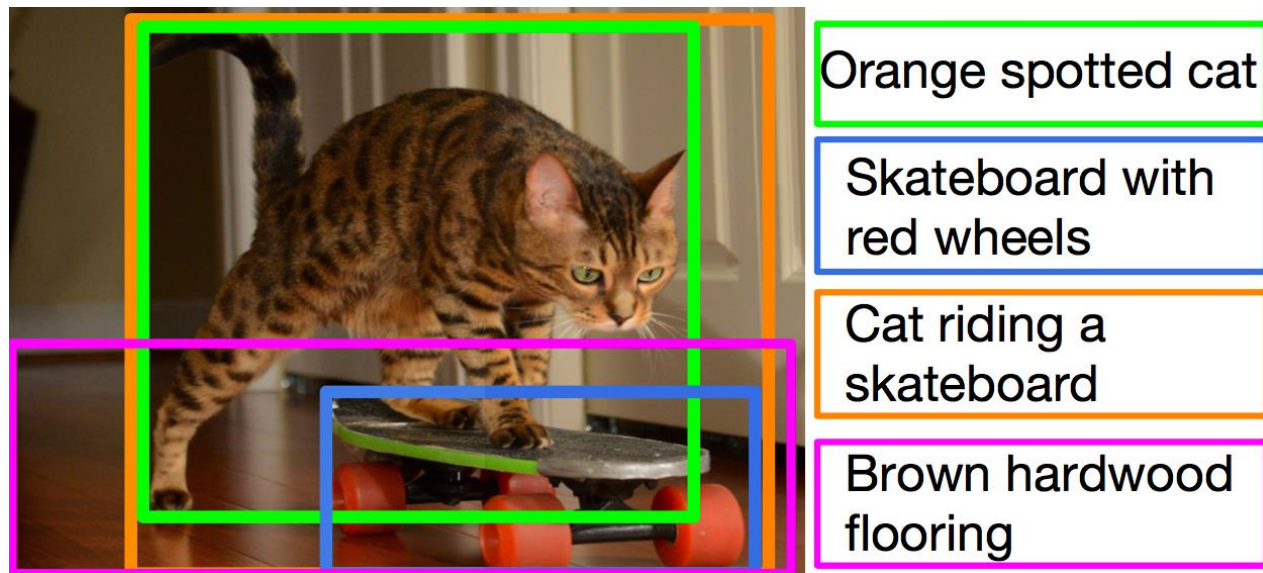 Orange spotted cat
Skateboard with
red wheels
Cat riding a
skateboard
Brown hardwood
flooring